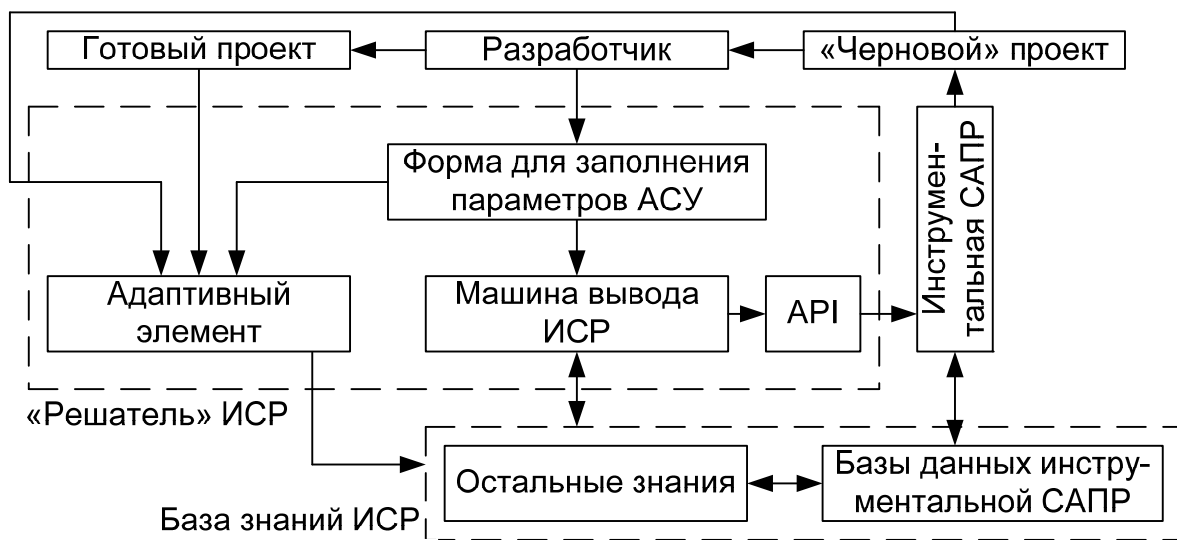 Готовый проект
Разработчик
«Черновой» проект
Форма для заполнения
параметров АСУ
Инструмен-
тальная САПР
Адаптивный
элемент
Машина вывода
ИСР
API
«Решатель» ИСР
Остальные знания
Базы данных инстру-
ментальной САПР
База знаний ИСР